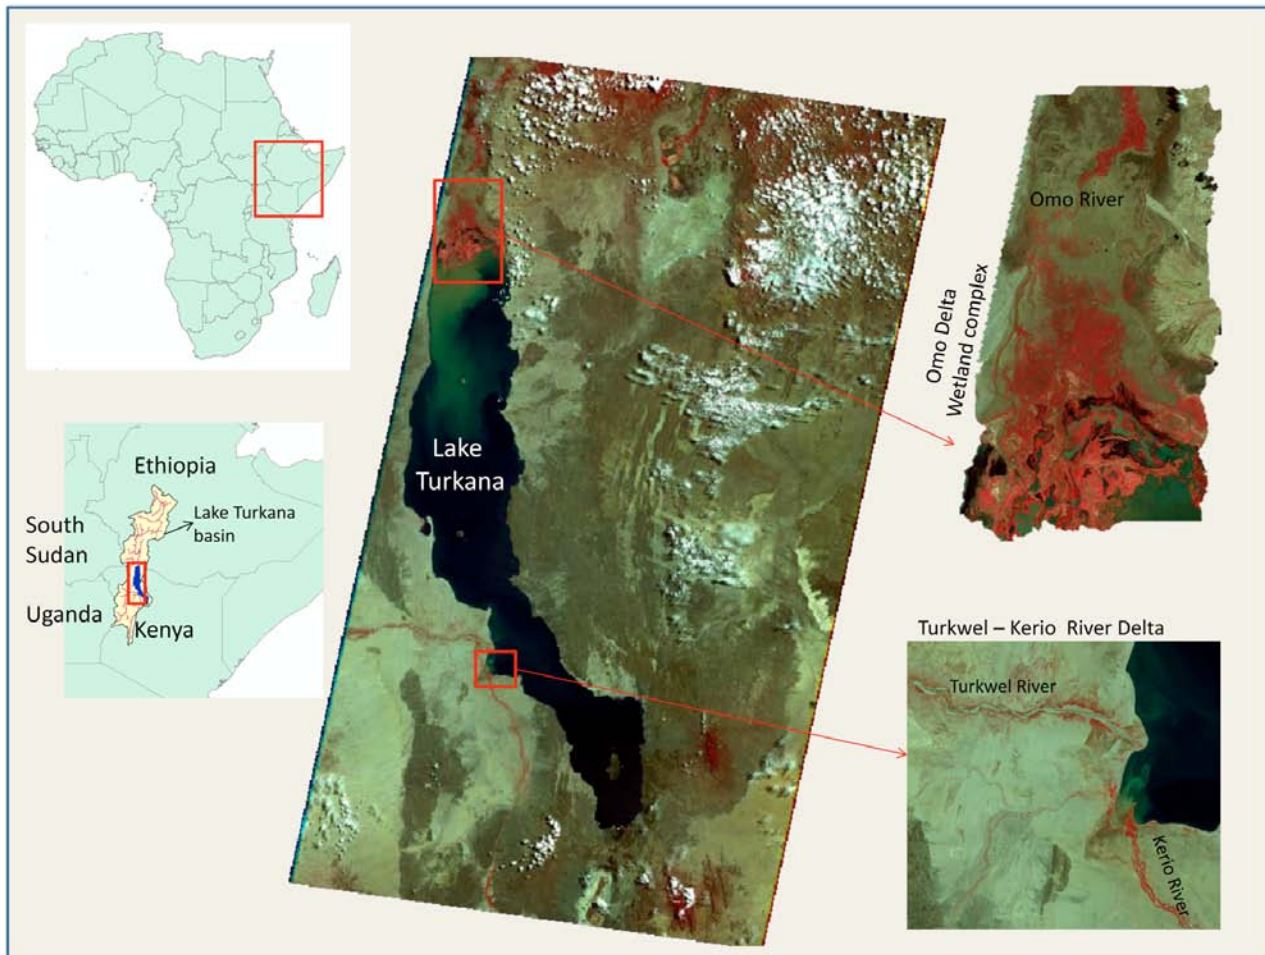 Ethiopia
South
Sudan
Lake Turkana
basin
Uganda
Kenya
Lake
Turkana
Omo River
Omo Delta
Wetland complex
Turkwel – Kerio River Delta
Turkwel River
Kerio River